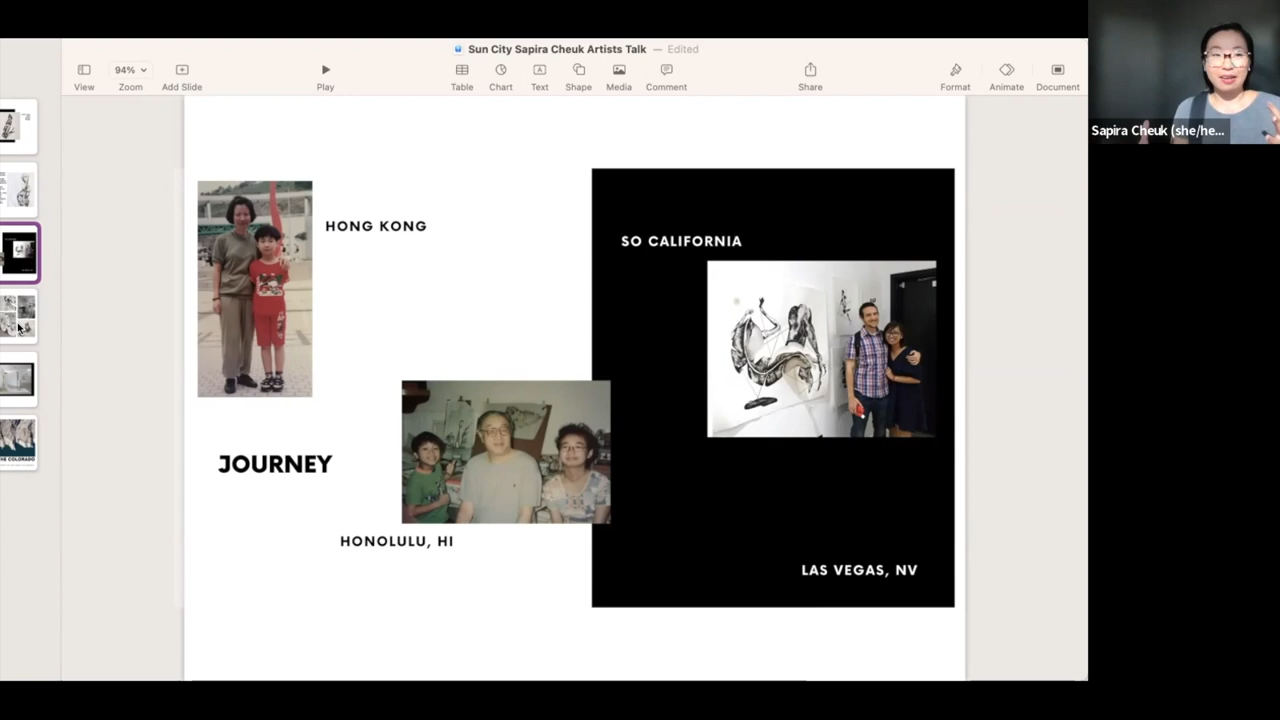 Sun City Sapira Cheuk Artists Talk — Edited
94%
View Zoom Add Slide Play Table Chart Text Shape Media Comment Share Format Animate Document
Sapira Cheuk (she/he...
HONG KONG
SO CALIFORNIA
JOURNEY
HONOLULU, HI
LAS VEGAS, NV